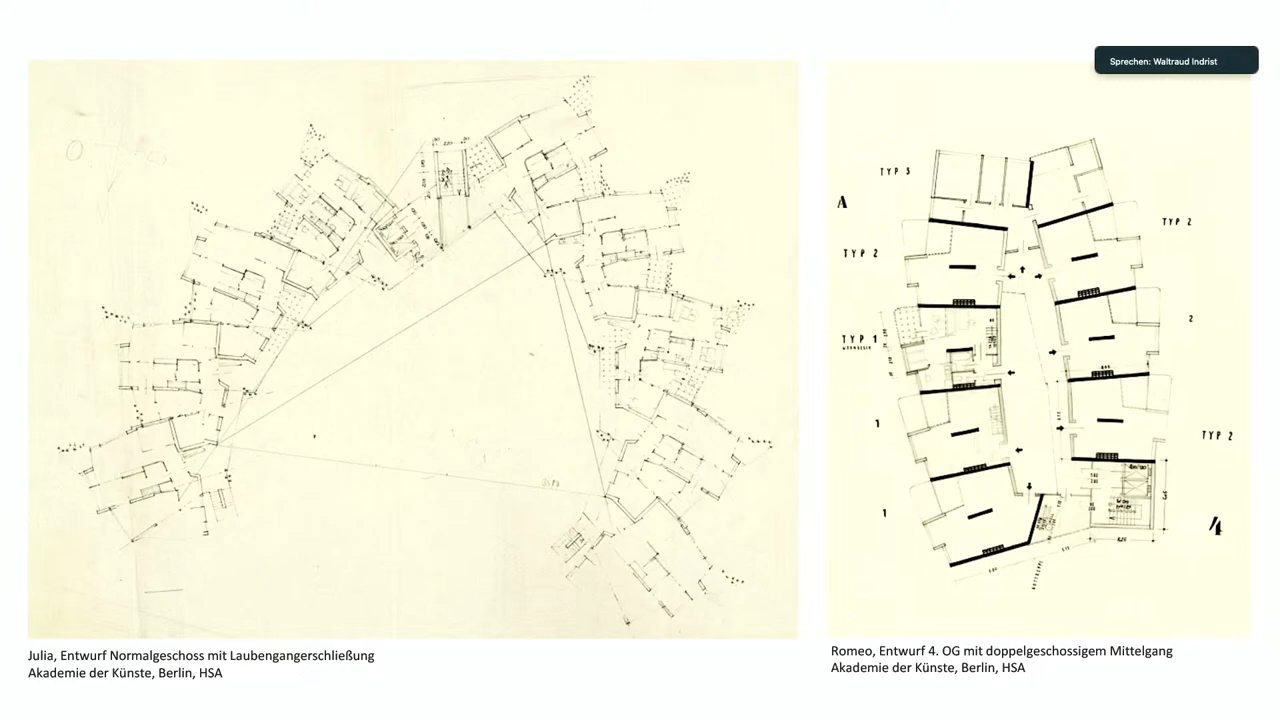 Sprechen: Waltraud Indrist
TYP 3
A
TYP 2
TYP 2
2
TYP 1
1
TYP 2
1
4
Julia, Entwurf Normalgeschoss mit Laubengangerschließung
Akademie der Künste, Berlin, HSA
Romeo, Entwurf 4. OG mit doppelgeschossigem Mittelgang
Akademie der Künste, Berlin, HSA